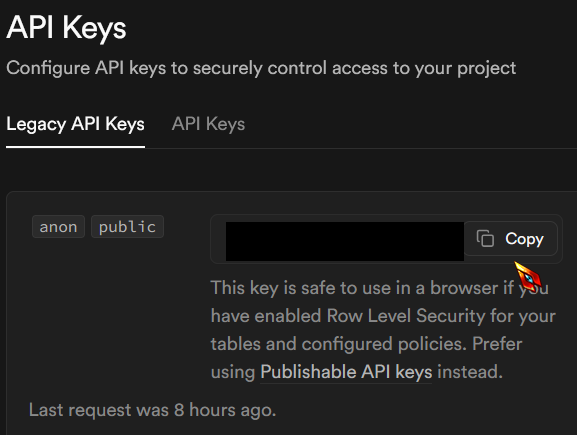 API Keys
Configure API keys to securely control access to your project
Legacy API Keys API Keys
anon public Copy
This key is safe to use in a browser if you
have enabled Row Level Security for your
tables and configured policies. Prefer
using Publishable API keys instead.
Last request was 8 hours ago.